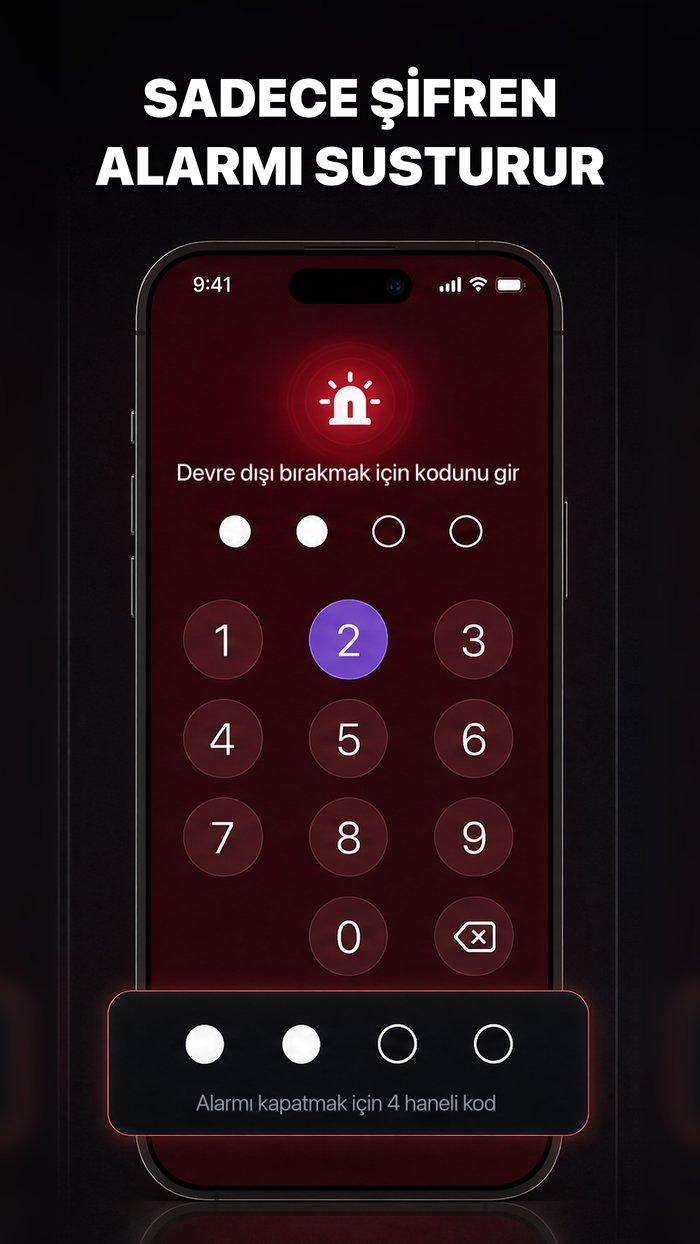 SADECE ŞİFREN
ALARMI SUSTURUR
9:41
Devre dışı bırakmak için kodunu gir
1 2 3
4 5 6
7 8 9
0
Alarmı kapatmak için 4 haneli kod